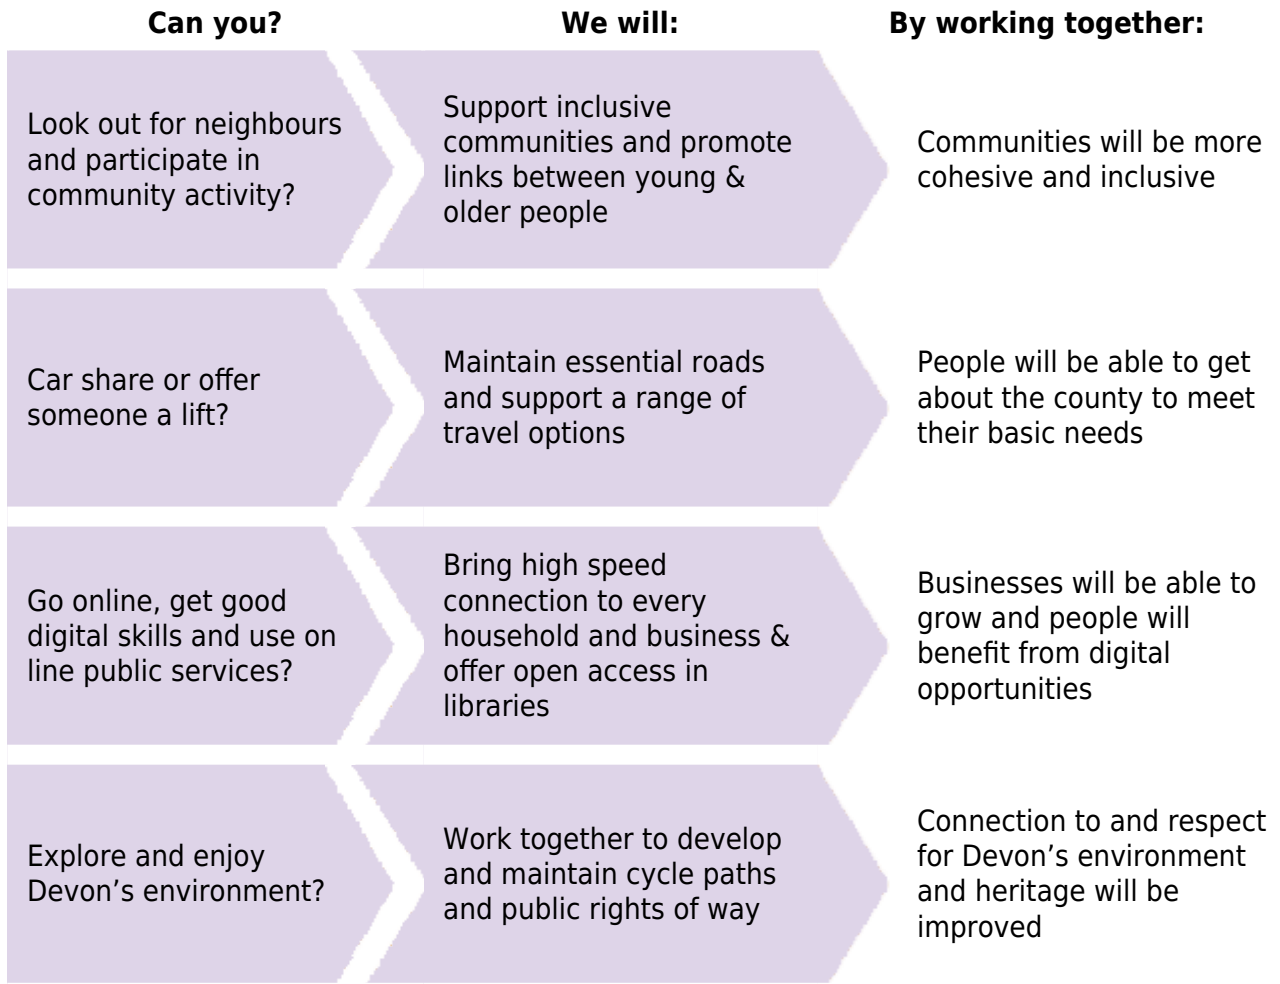 Can you?
We will:
By working together:
Look out for neighbours
and participate in
community activity?
Support inclusive
communities and promote
links between young &
older people
Communities will be more
cohesive and inclusive
Car share or offer
someone a lift?
Maintain essential roads
and support a range of
travel options
People will be able to get
about the county to meet
their basic needs
Go online, get good
digital skills and use on
line public services?
Bring high speed
connection to every
household and business &
offer open access in
libraries
Businesses will be able to
grow and people will
benefit from digital
opportunities
Explore and enjoy
Devon’s environment?
Work together to develop
and maintain cycle paths
and public rights of way
Connection to and respect
for Devon’s environment
and heritage will be
improved